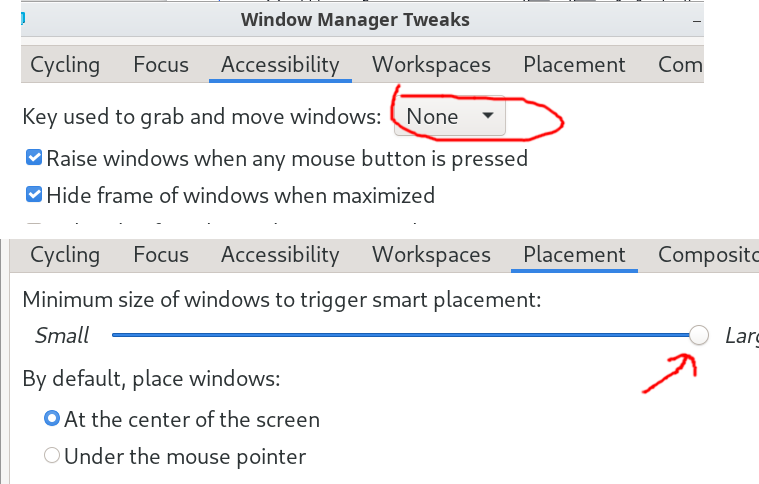 Window Manager Tweaks
Cycling Focus Accessibility Workspaces Placement Com
Key used to grab and move windows: None
Raise windows when any mouse button is pressed
Hide frame of windows when maximized
Cycling Focus Accessibility Workspaces Placement Composito
Minimum size of windows to trigger smart placement:
Small Larg
By default, place windows:
At the center of the screen
Under the mouse pointer